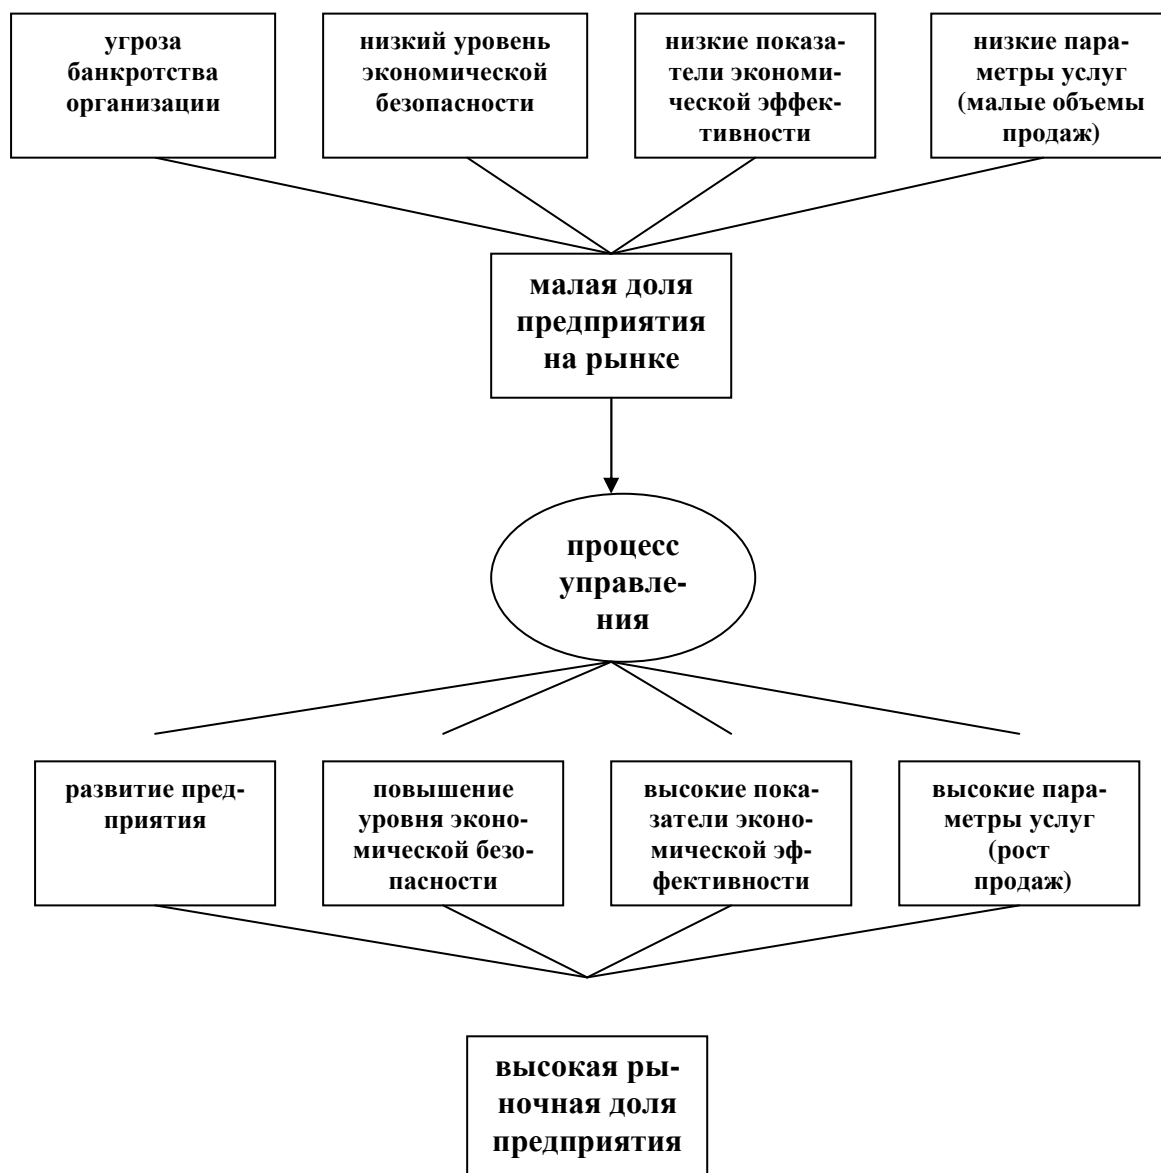 угроза
банкротства
организации
низкий уровень
экономической
безопасности
низкие показа-
тели экономи-
ческой эффек-
тивности
низкие пара-
метры услуг
(малые объемы
продаж)
малая доля
предприятия
на рынке
процесс
управле-
ния
развитие пред-
приятия
повышение
уровня эконо-
мической безо-
пасности
высокие пока-
затели эконо-
мической эф-
фективности
высокие пара-
метры услуг
(рост
продаж)
высокая ры-
ночная доля
предприятия